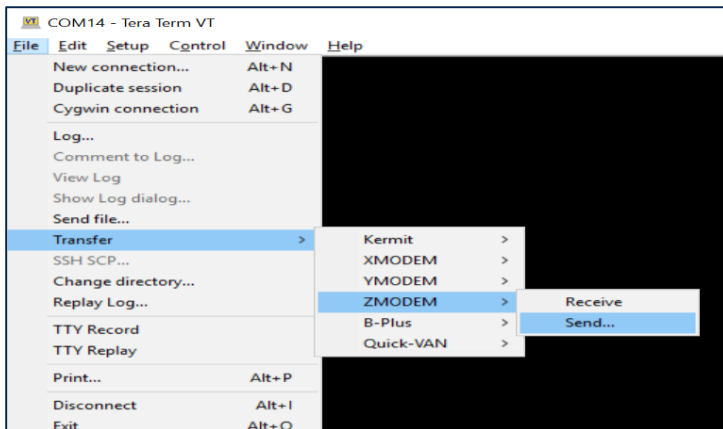 COM14 - Tera Term VT
File Edit Setup Control Window Help
New connection... Alt+N
Duplicate session Alt+D
Cygwin connection Alt+G
Log...
Comment to Log...
View Log
Show Log dialog...
Send file...
Transfer >
SSH SCP...
Change directory...
Replay Log...
TTY Record
TTY Replay
Print... Alt+P
Disconnect Alt+I
Exit Alt+Q
Kermit >
XMODEM >
YMODEM >
ZMODEM >
B-Plus >
Quick-VAN >
Receive
Send...